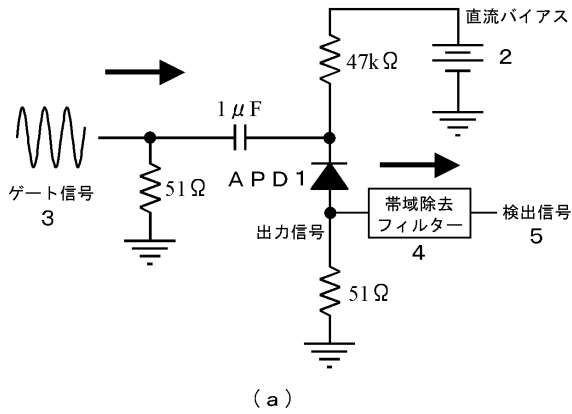 直流バイアス
2
47kΩ
1μF
ゲート信号
3
51Ω
APD1
出力信号
帯域除去
フィルター
4
検出信号
5
51Ω
(a)